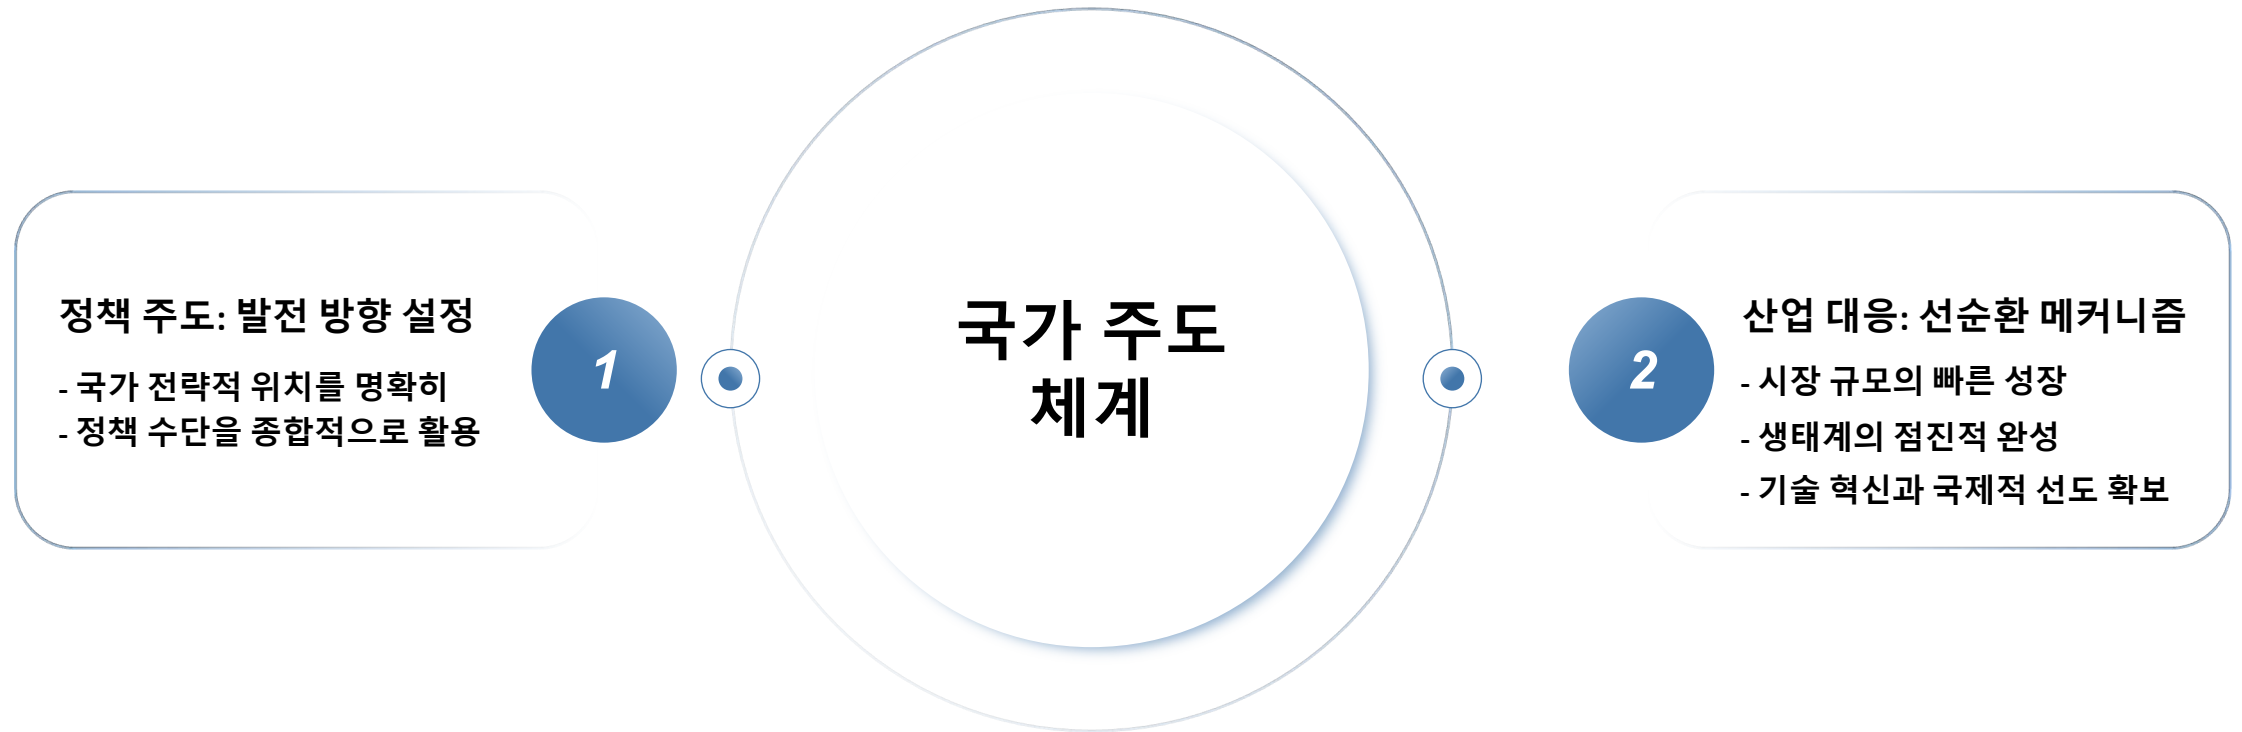 정책 주도: 발전 방향 설정
- 국가 전략적 위치를 명확히
- 정책 수단을 종합적으로 활용
1
국가 주도
체계
2
산업 대응: 선순환 메커니즘
- 시장 규모의 빠른 성장
- 생태계의 점진적 완성
- 기술 혁신과 국제적 선도 확보